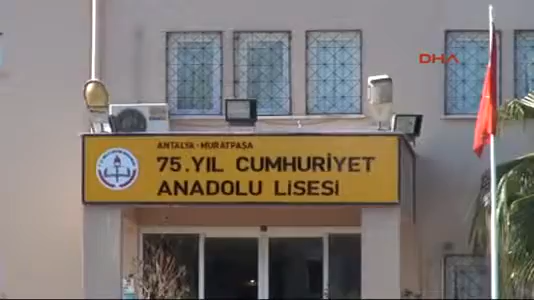 DHA
ANTALYA - MURATPAŞA
75.YIL CUMHURİYET
ANADOLU LİSESİ